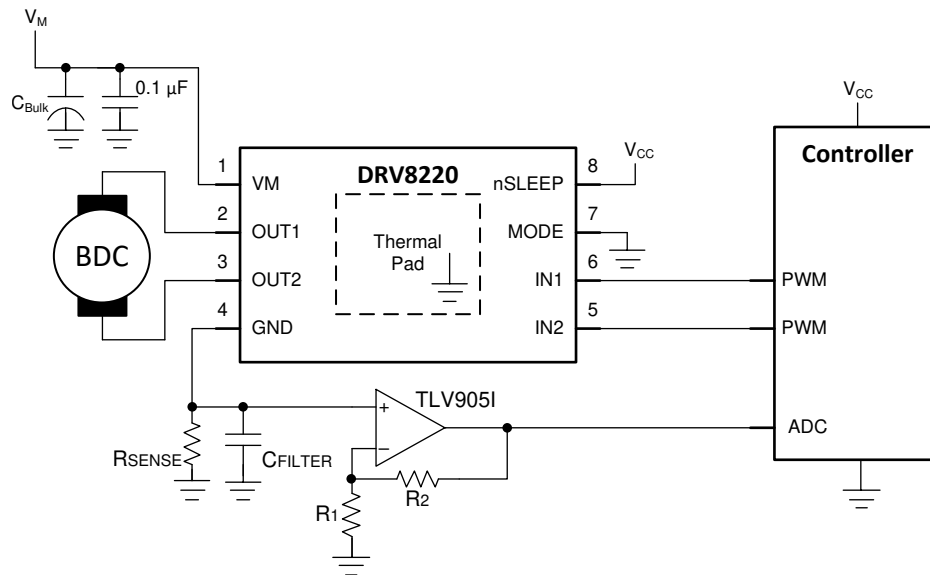 VM
CBulk
0.1 µF
VCC
Controller
1
DRV8220
8
VCC
VM
nSLEEP
2
7
OUT1
Thermal
Pad
MODE
BDC
3
6
OUT2
IN1
PWM
4
5
GND
IN2
PWM
TLV905I
+
ADC
RSENSE
CFILTER
−
R2
R1